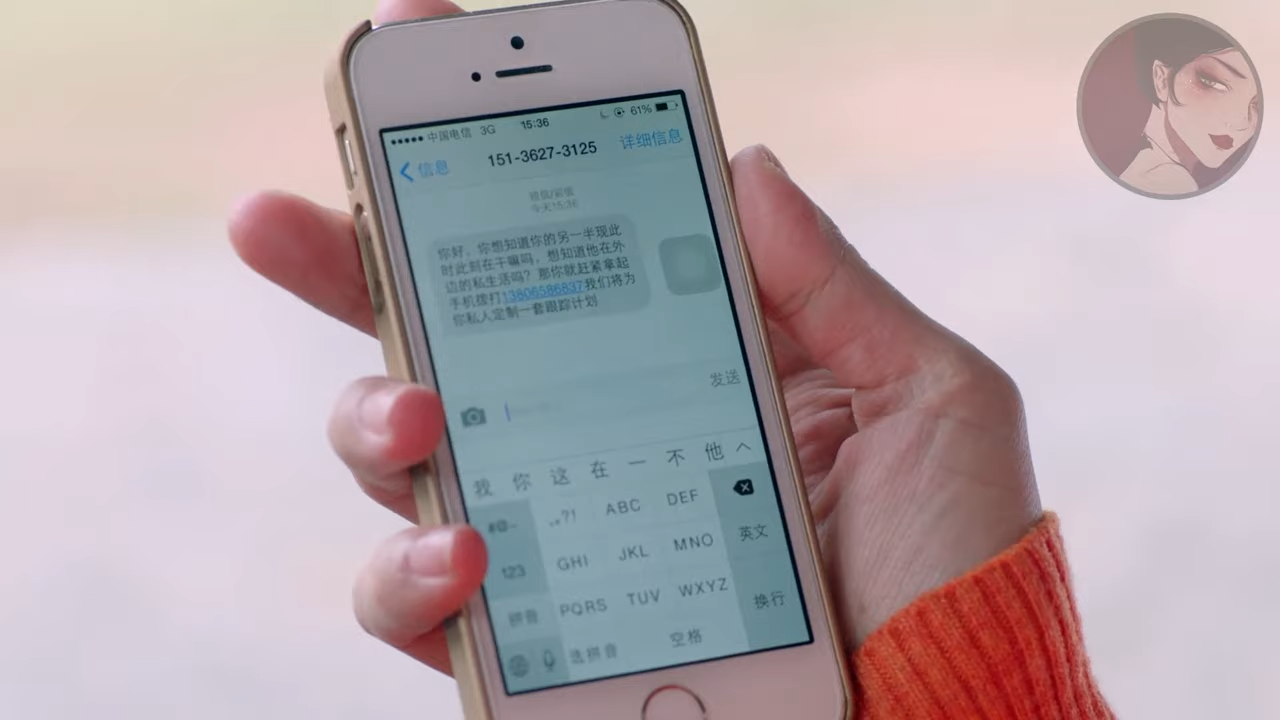 中国电信 3G 15:36 61%
信息 151-3627-3125 详细信息
短信/彩信
今天15:36
你好，你想知道你的另一半现此
时此刻在干嘛吗，想知道他在外
边的私生活吗？那你就赶紧拿起
手机拨打13806586837我们将为
你私人定制一套跟踪计划
发送
我 你 这 在 一 不 他
#@- .,?! ABC DEF
123 GHI JKL MNO 英文
拼音 PQRS TUV WXYZ 换行
选拼音 空格